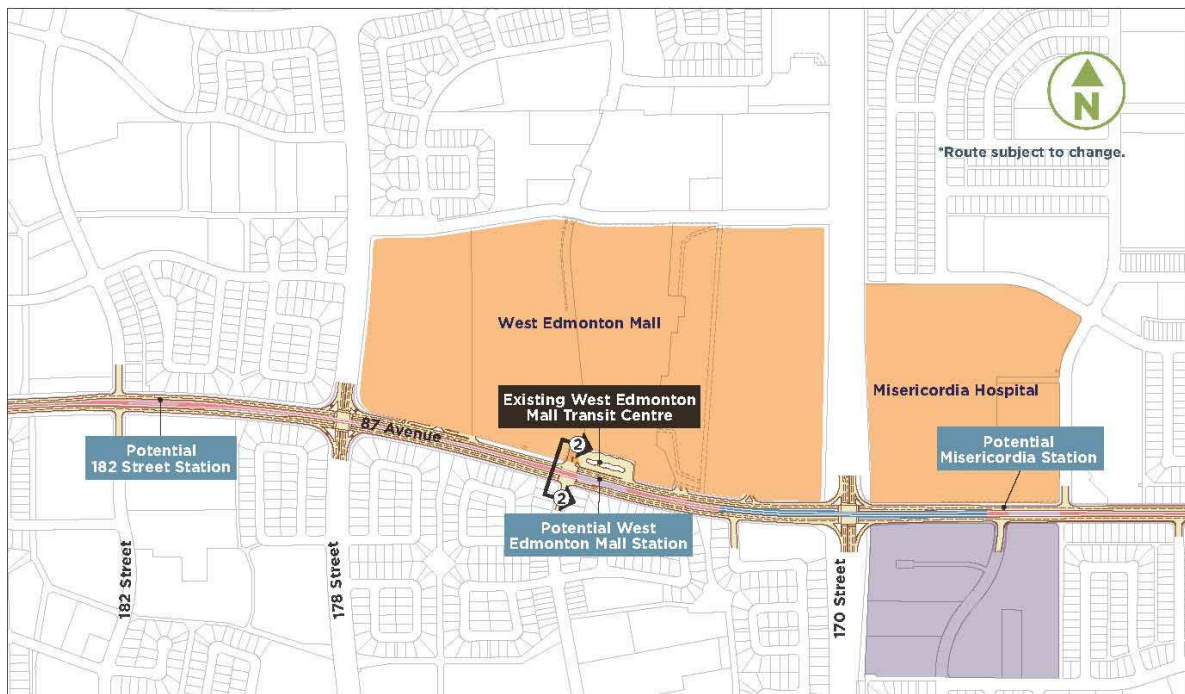 N
*Route subject to change.
West Edmonton Mall
Misericordia Hospital
Existing West Edmonton
Mall Transit Centre
Potential
182 Street Station
87 Avenue
2
2
Potential West
Edmonton Mall Station
Potential
Misericordia Station
182 Street
178 Street
170 Street